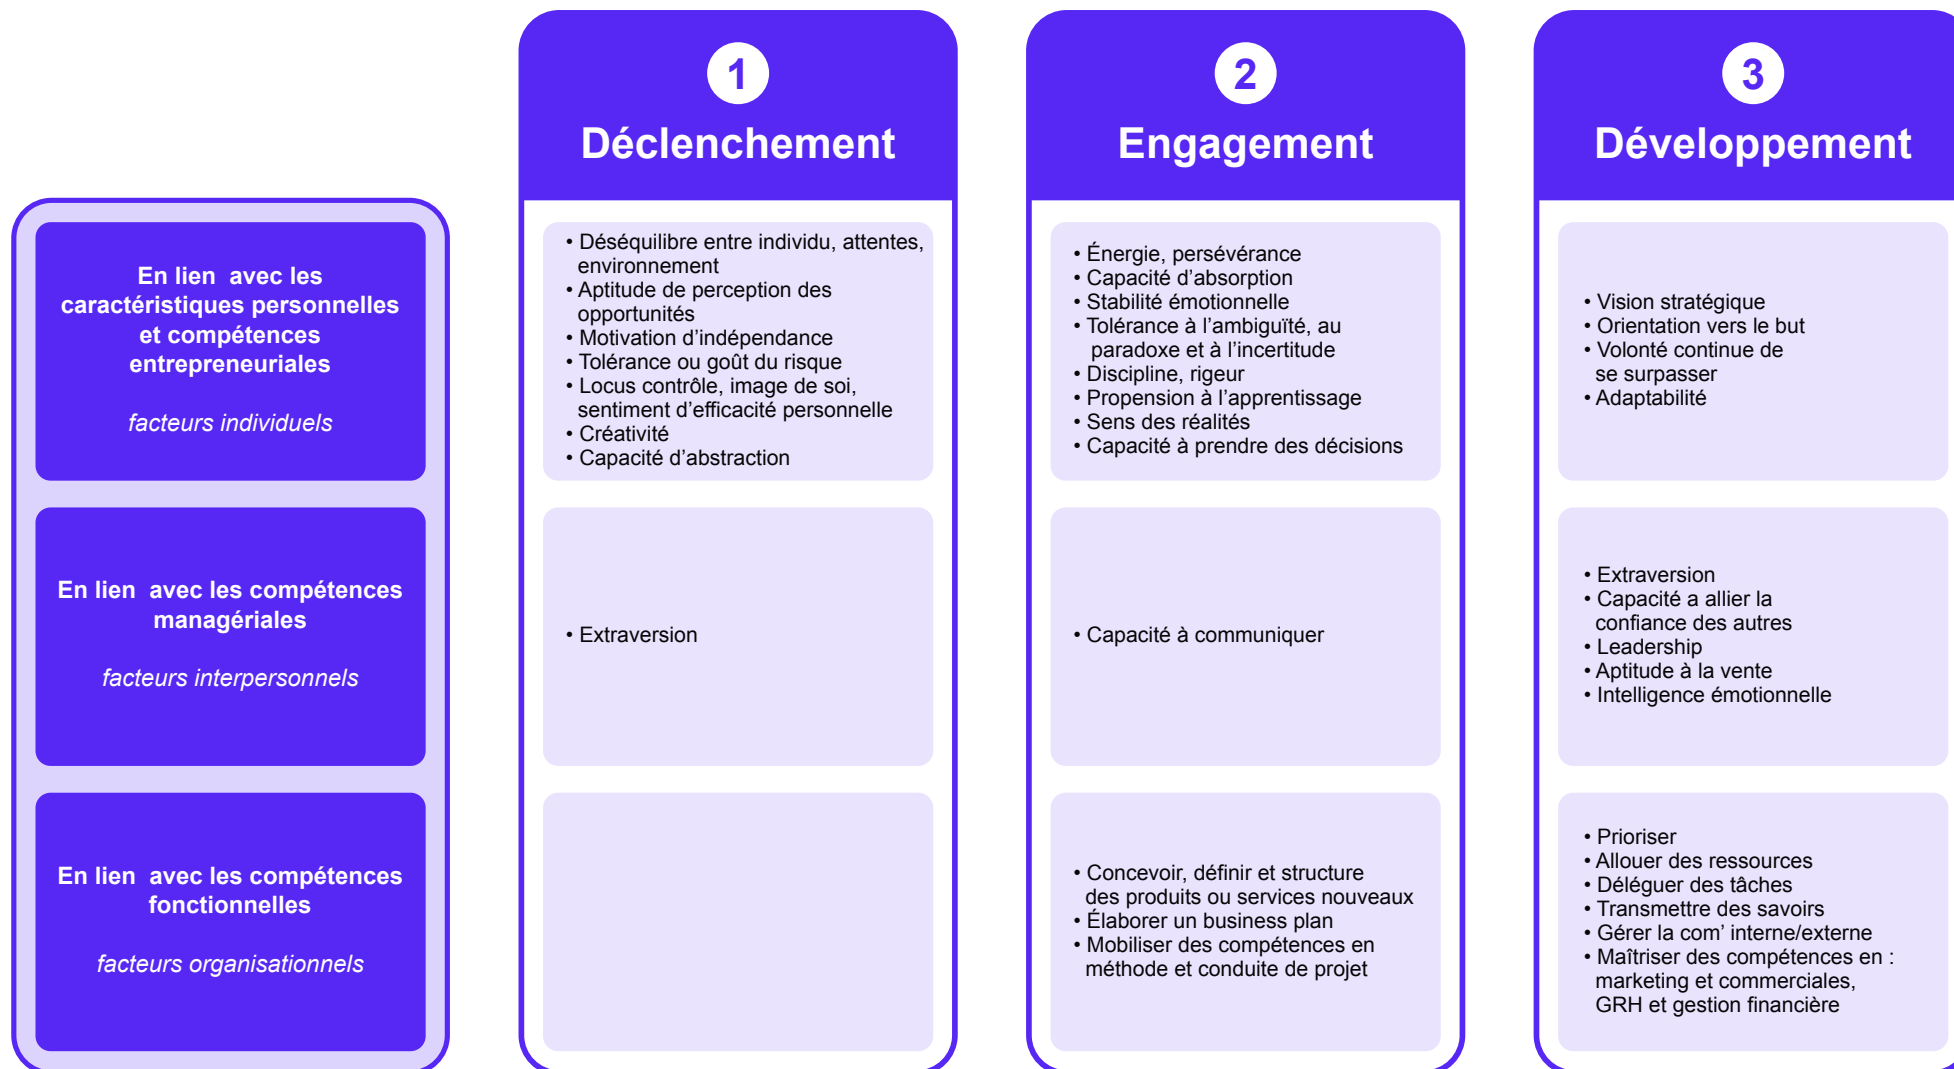 1
Déclenchement
2
Engagement
3
Développement
En lien  avec les
caractéristiques personnelles
et compétences
entrepreneuriales
facteurs individuels
• Déséquilibre entre individu, attentes,
environnement
• Aptitude de perception des
opportunités
• Motivation d’indépendance
• Tolérance ou goût du risque
• Locus contrôle, image de soi,
sentiment d’efficacité personnelle
• Créativité
• Capacité d’abstraction
• Énergie, persévérance
• Capacité d’absorption
• Stabilité émotionnelle
• Tolérance à l’ambiguïté, au
paradoxe et à l’incertitude
• Discipline, rigeur
• Propension à l’apprentissage
• Sens des réalités
• Capacité à prendre des décisions
• Vision stratégique
• Orientation vers le but
• Volonté continue de
se surpasser
• Adaptabilité
En lien  avec les compétences
managériales
facteurs interpersonnels
• Extraversion
• Capacité à communiquer
• Extraversion
• Capacité a allier la
confiance des autres
• Leadership
• Aptitude à la vente
• Intelligence émotionnelle
En lien  avec les compétences
fonctionnelles
facteurs organisationnels
• Concevoir, définir et structure
des produits ou services nouveaux
• Élaborer un business plan
• Mobiliser des compétences en
méthode et conduite de projet
• Prioriser
• Allouer des ressources
• Déléguer des tâches
• Transmettre des savoirs
• Gérer la com’ interne/externe
• Maîtriser des compétences en :
marketing et commerciales,
GRH et gestion financière